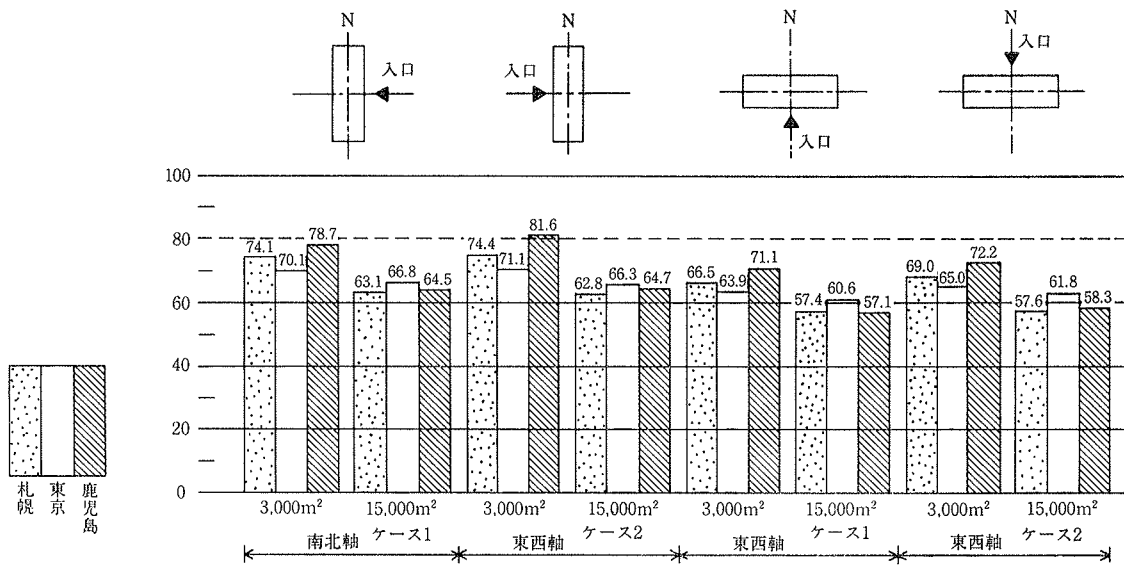 N
入口
N
入口
N
入口
N
入口
100
80
60
40
20
0
74.1
70.1
78.7
63.1
66.8
64.5
74.4
71.1
81.6
62.8
66.3
64.7
66.5
63.9
71.1
57.4
60.6
57.1
69.0
65.0
72.2
57.6
61.8
58.3
3,000m²
15,000m²
3,000m²
15,000m²
3,000m²
15,000m²
3,000m²
15,000m²
南北軸 ケース1
東西軸 ケース2
東西軸 ケース1
東西軸 ケース2
札幌
東京
鹿児島